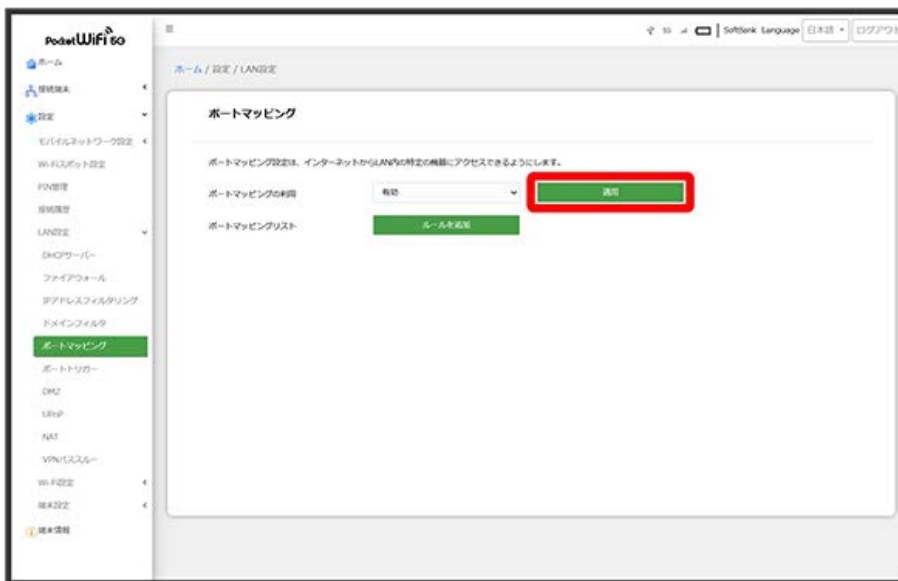 PocketWiFi 5G
5G Softbank Language 日本語 ログアウト
ホーム
接続端末
設定
モバイルネットワーク設定
Wi-Fiスポット設定
PIN管理
接続履歴
LAN設定
DHCPサーバー
ファイアウォール
IPアドレスフィルタリング
ドメインフィルタ
ポートマッピング
ポートトリガー
DMZ
UPnP
NAT
VPNパススルー
Wi-Fi設定
端末設定
端末情報
ホーム / 設定 / LAN設定
ポートマッピング
ポートマッピング設定は、インターネットからLAN内の特定の機器にアクセスできるようにします。
ポートマッピングの利用 有効 適用
ポートマッピングリスト ルールを追加